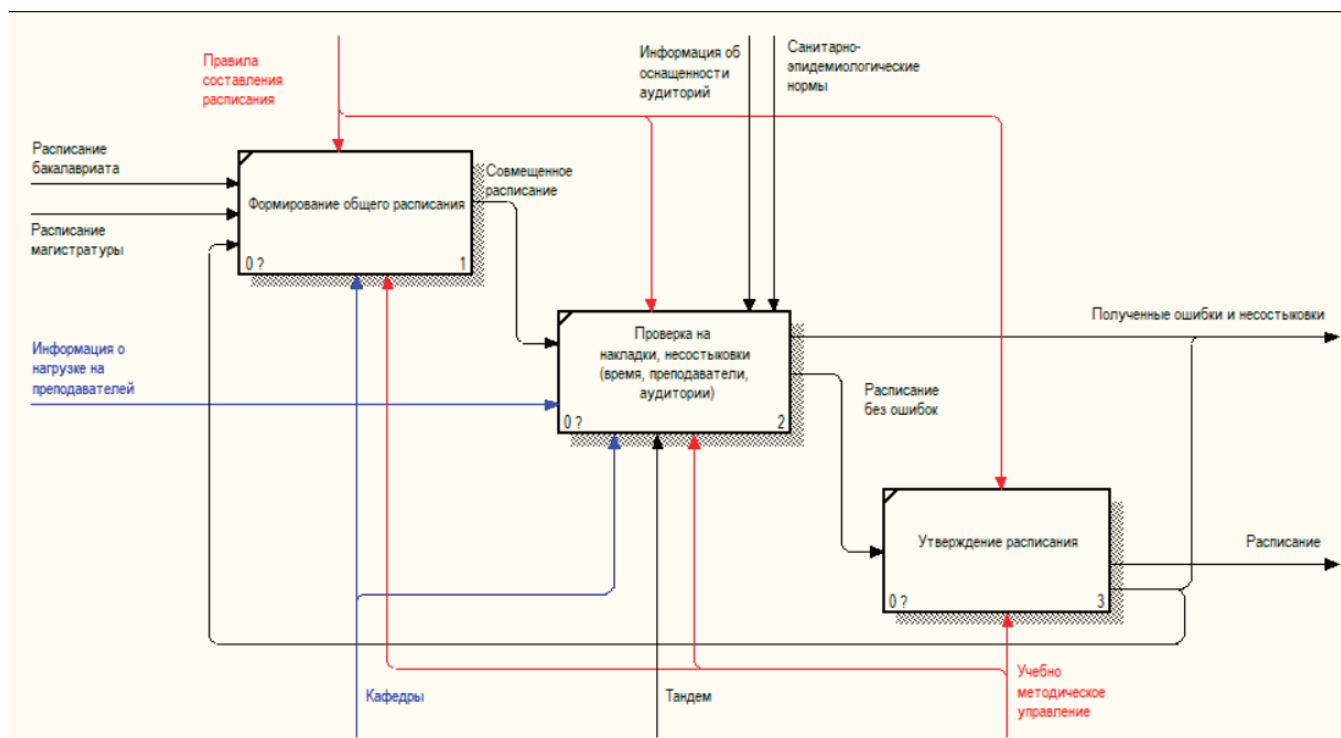 Правила
составления
расписания
Информация об
оснащенности
аудиторий
Санитарно-
эпидемиологические
нормы
Расписание
бакалавриата
Расписание
магистратуры
Формирование общего расписания
0 ?
1
Совмещенное
расписание
Информация о
нагрузке на
преподавателей
Проверка на
накладки, несостыковки
(время, преподаватели,
аудитории)
0 ?
2
Полученные ошибки и несостыковки
Расписание
без ошибок
Утверждение расписания
0 ?
3
Расписание
Кафедры
Тандем
Учебно
методическое
управление